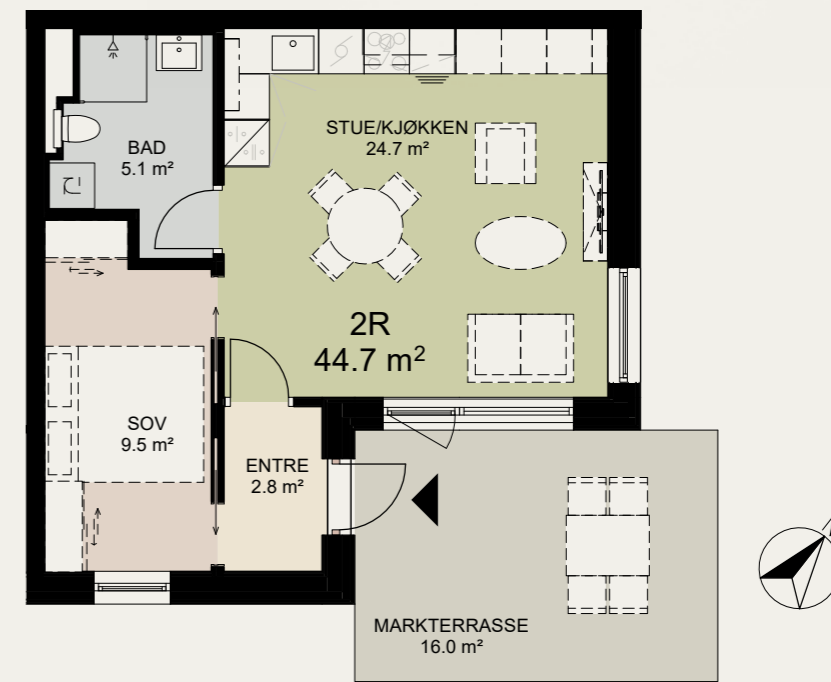 STUE/KJØKKEN
24.7 m²
BAD
5.1 m²
2R
44.7 m²
SOV
9.5 m²
ENTRE
2.8 m²
MARKTERRASSE
16.0 m²